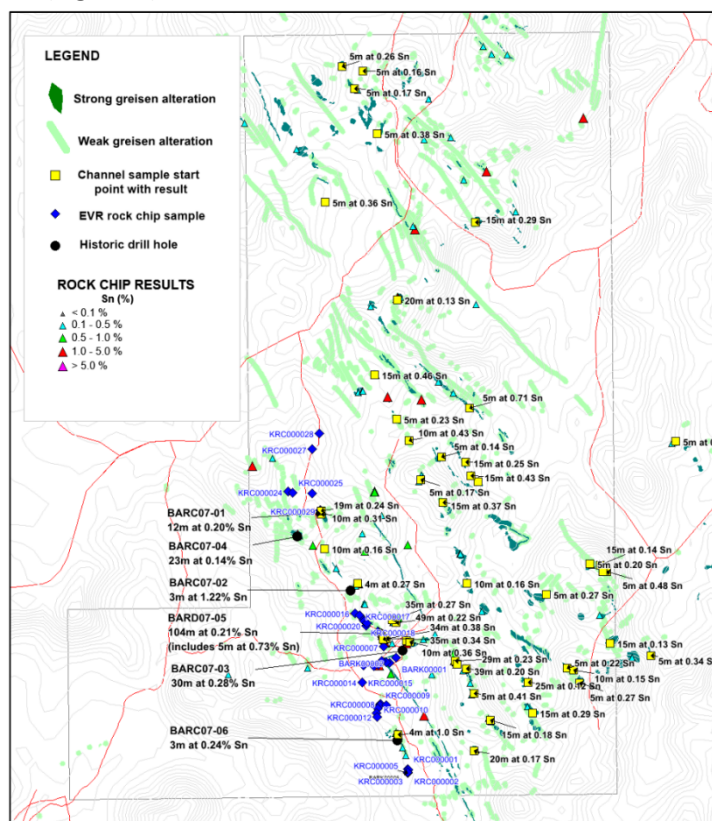 LEGEND
Strong greisen alteration
Weak greisen alteration
Channel sample start
point with result
EVR rock chip sample
Historic drill hole
ROCK CHIP RESULTS
Sn (%)
< 0.1 %
0.1 - 0.5 %
0.5 - 1.0 %
1.0 - 5.0 %
> 5.0 %
5m at 0.26 Sn
5m at 0.16 Sn
5m at 0.17 Sn
5m at 0.38 Sn
5m at 0.36 Sn
15m at 0.29 Sn
20m at 0.13 Sn
15m at 0.46 Sn
5m at 0.71 Sn
5m at 0.23 Sn
10m at 0.43 Sn
5m at 0.14 Sn
15m at 0.25 Sn
15m at 0.43 Sn
5m at 0.17 Sn
15m at 0.37 Sn
KRC000028
KRC000027
KRC000025
KRC000024
KRC000029
19m at 0.24 Sn
10m at 0.31 Sn
BARC07-01
12m at 0.20% Sn
BARC07-04
23m at 0.14% Sn
10m at 0.16 Sn
BARC07-02
3m at 1.22% Sn
4m at 0.27 Sn
10m at 0.16 Sn
15m at 0.14 Sn
5m at 0.20 Sn
5m at 0.48 Sn
5m at 0.27 Sn
35m at 0.27 Sn
KRC000016
KRC000017
49m at 0.22 Sn
KRC000020
34m at 0.38 Sn
KRC000018
35m at 0.34 Sn
BARD07-05
104m at 0.21% Sn
(includes 5m at 0.73% Sn)
KRC000007
10m at 0.36 Sn
15m at 0.13 Sn
5m at 0.34 Sn
29m at 0.23 Sn
39m at 0.20 Sn
BARK00001
BARC07-03
30m at 0.28% Sn
5m at 0.22 Sn
10m at 0.15 Sn
25m at 0.12 Sn
5m at 0.27 Sn
KRC000014
KRC000015
KRC000009
5m at 0.41 Sn
KRC000008
KRC000010
KRC000012
15m at 0.29 Sn
15m at 0.18 Sn
BARC07-06
3m at 0.24% Sn
4m at 1.0 Sn
20m at 0.17 Sn
KRC000001
KRC000005
KRC000003
KRC000002